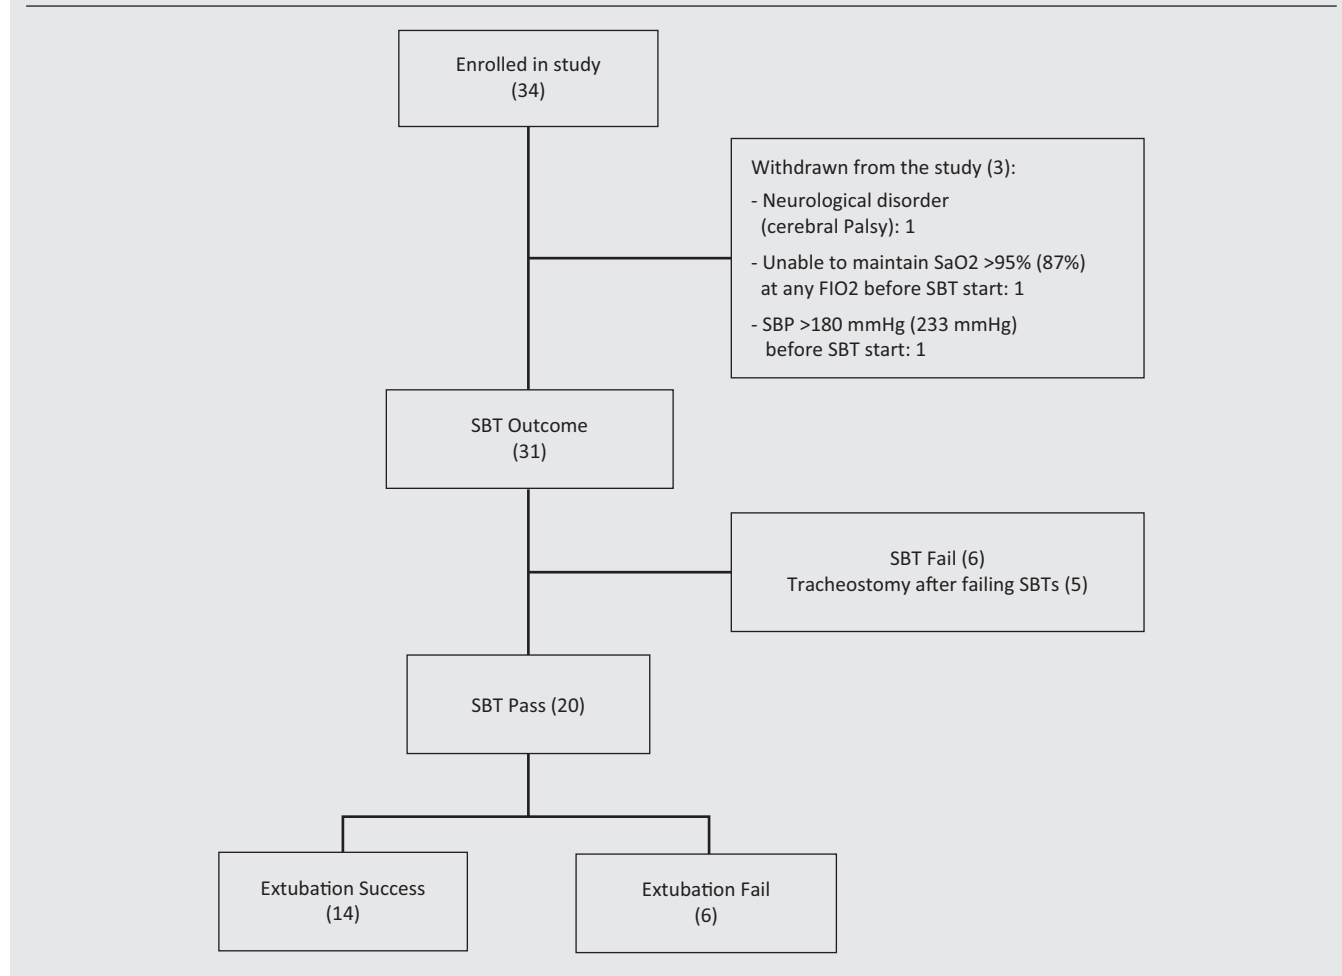 Enrolled in study
(34)
Withdrawn from the study (3):
- Neurological disorder
(cerebral Palsy): 1
- Unable to maintain SaO2 >95% (87%)
at any FIO2 before SBT start: 1
- SBP >180 mmHg (233 mmHg)
before SBT start: 1
SBT Outcome
(31)
SBT Fail (6)
Tracheostomy after failing SBTs (5)
SBT Pass (20)
Extubation Success
(14)
Extubation Fail
(6)